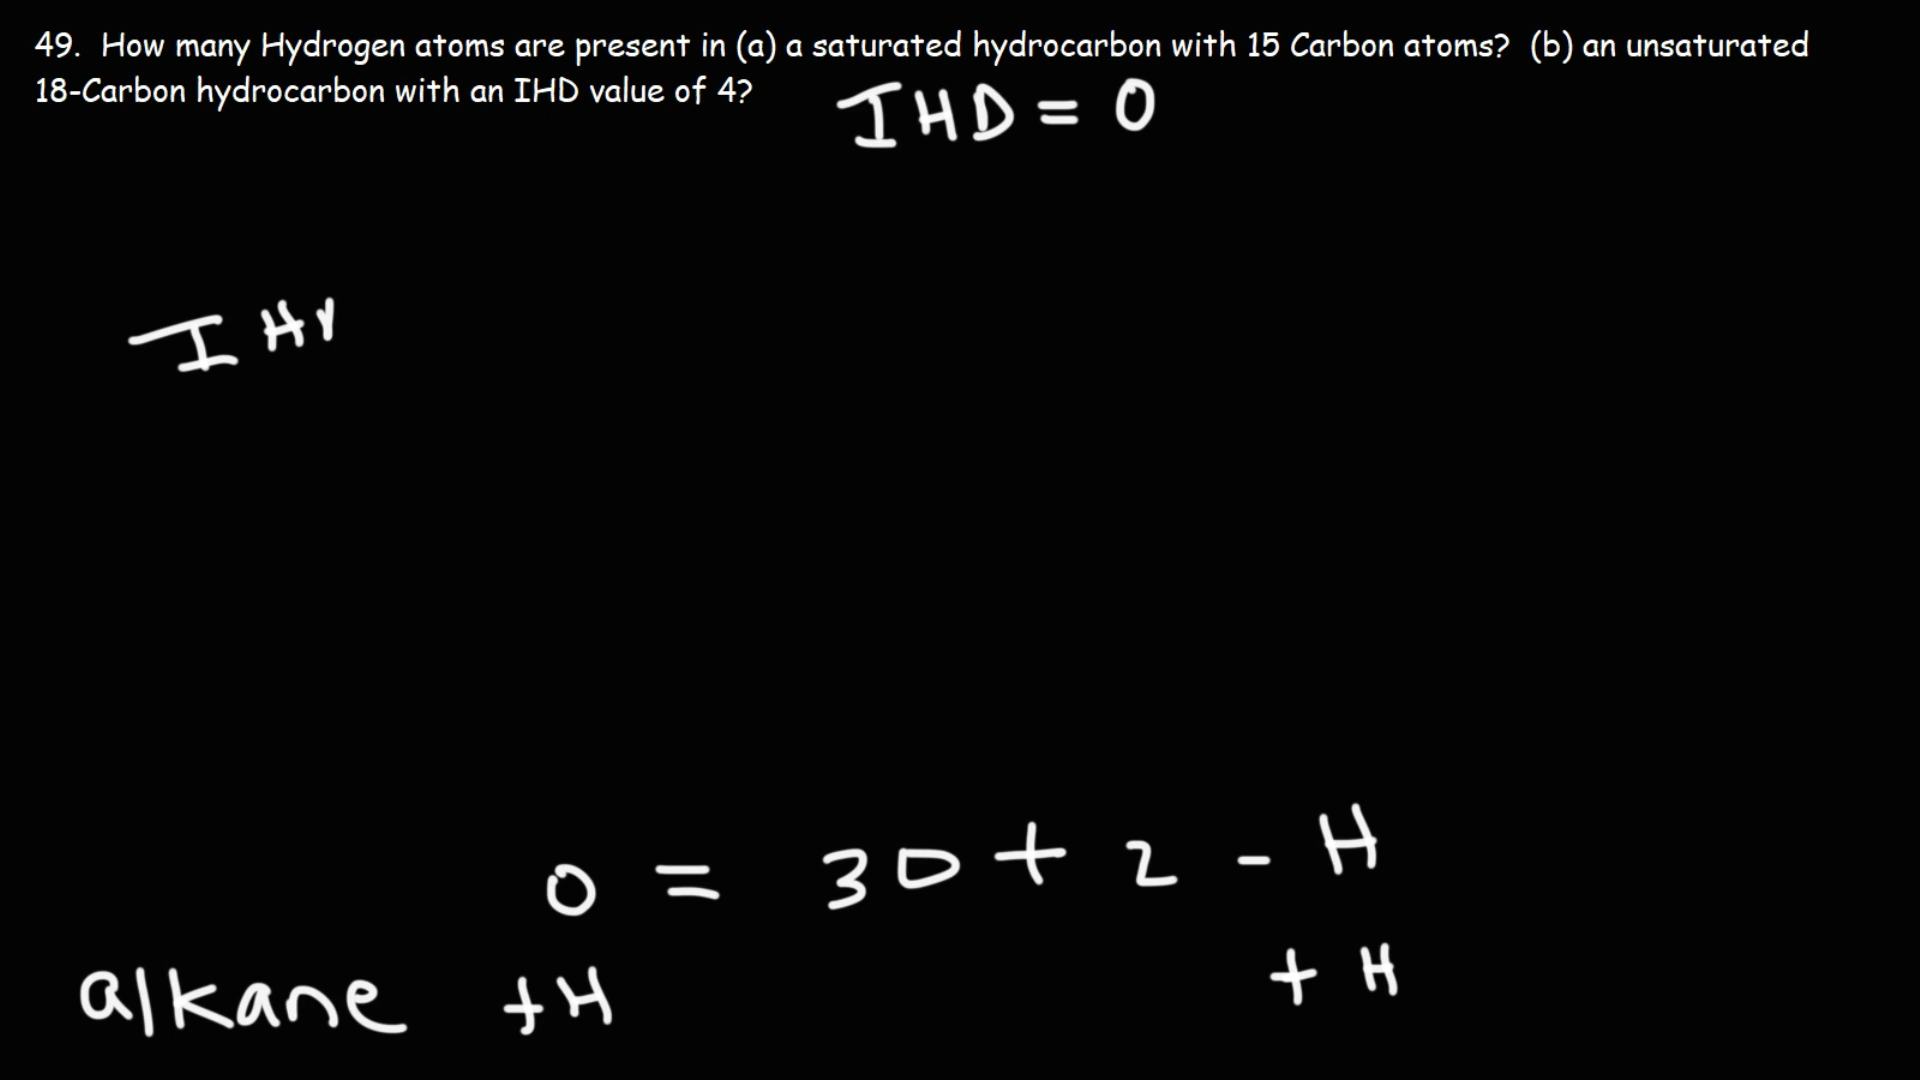 49. How many Hydrogen atoms are present in (a) a saturated hydrocarbon with 15 Carbon atoms? (b) an unsaturated
18-Carbon hydrocarbon with an IHD value of 4?
IHD = 0
0 = 30 + 2 - H
alkane +H + H